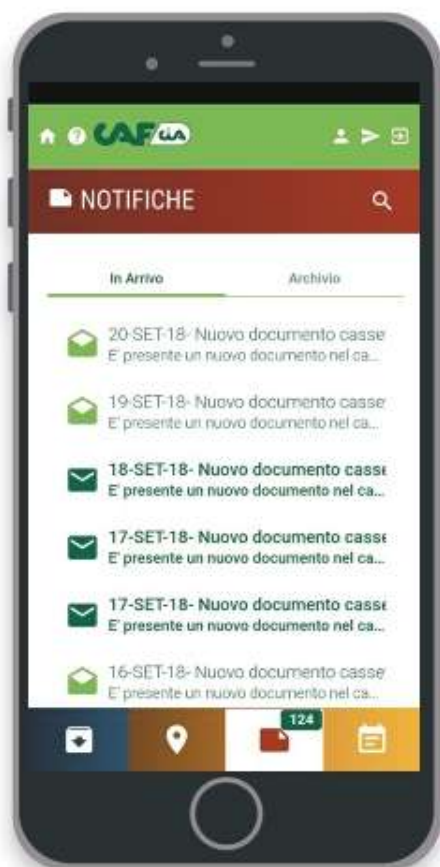 CAF CIA
NOTIFICHE
In Arrivo
Archivio
20-SET-18- Nuovo documento casse
E' presente un nuovo documento nel ca...
19-SET-18- Nuovo documento casse
E' presente un nuovo documento nel ca...
18-SET-18- Nuovo documento casse
E' presente un nuovo documento nel ca...
17-SET-18- Nuovo documento casse
E' presente un nuovo documento nel ca...
17-SET-18- Nuovo documento casse
E' presente un nuovo documento nel ca...
16-SET-18- Nuovo documento casse
E' presente un nuovo documento nel ca...
124